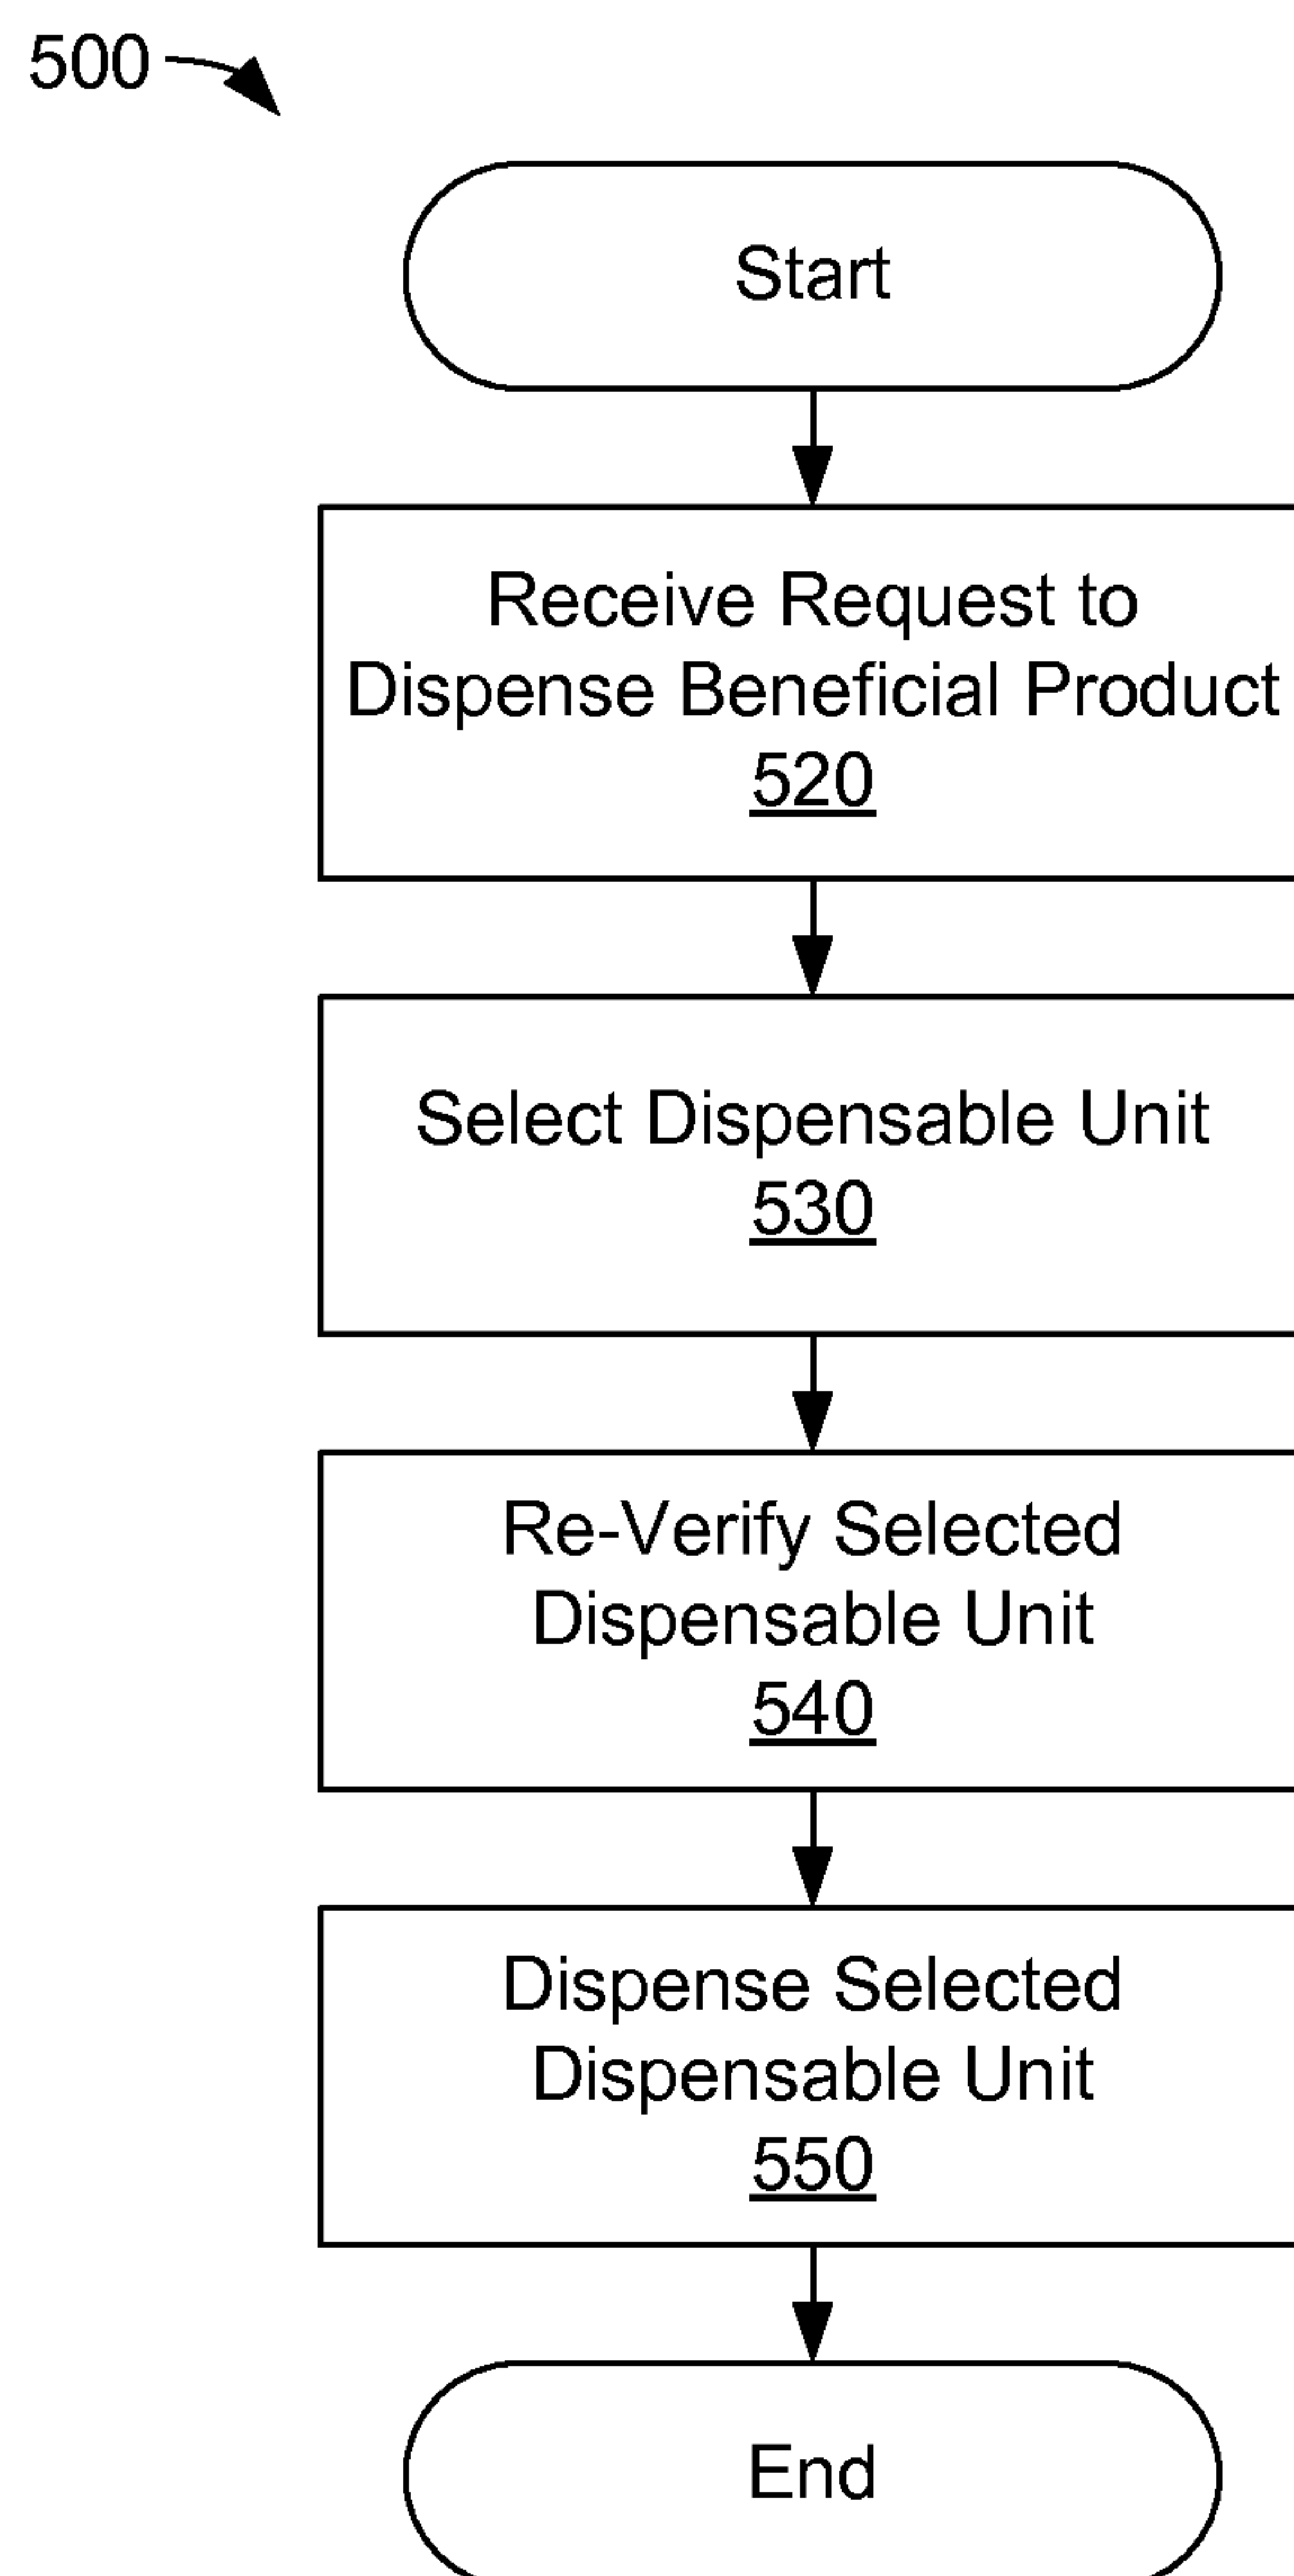 500
Start
Receive Request to
Dispense Beneficial Product
520
Select Dispensable Unit
530
Re-Verify Selected
Dispensable Unit
540
Dispense Selected
Dispensable Unit
550
End